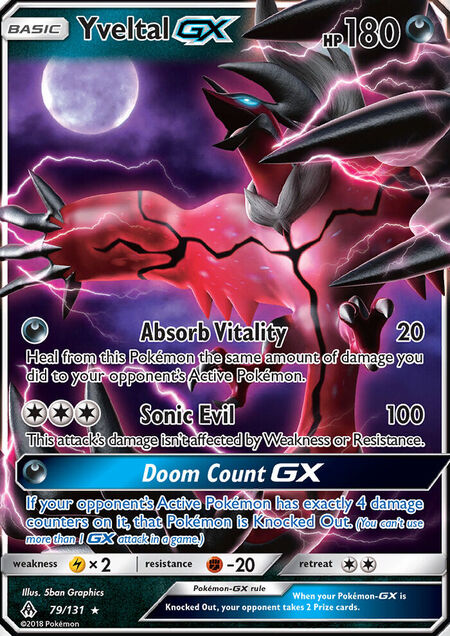 BASIC Yveltal GX HP 180
Absorb Vitality 20
Heal from this Pokémon the same amount of damage you
did to your opponent's Active Pokémon.
Sonic Evil 100
This attack's damage isn't affected by Weakness or Resistance.
Doom Count GX
If your opponent's Active Pokémon has exactly 4 damage
counters on it, that Pokémon is Knocked Out. (You can't use
more than 1 GX attack in a game.)
weakness ×2 resistance -20 retreat
Illus. 5ban Graphics
79/131 ★
©2018 Pokémon
Pokémon-GX rule
When your Pokémon-GX is
Knocked Out, your opponent takes 2 Prize cards.